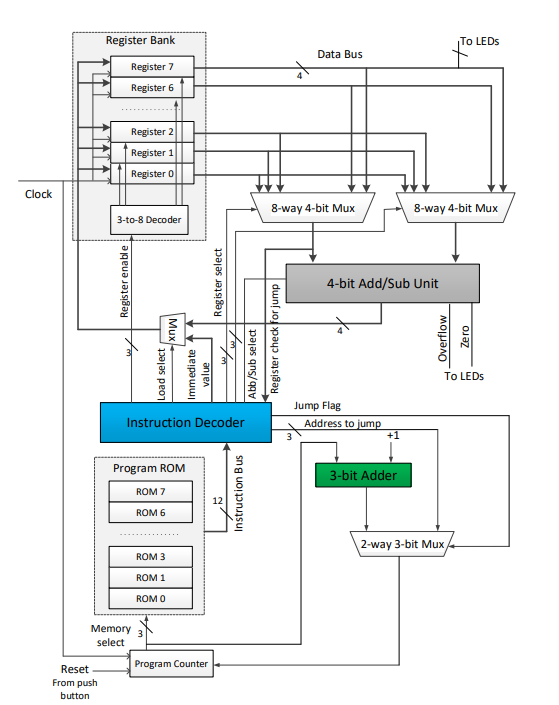 Register Bank
To LEDs
Data Bus
Register 7
4
Register 6
Register 2
Register 1
Register 0
Clock
8-way 4-bit Mux
8-way 4-bit Mux
3-to-8 Decoder
Register enable
3
Register select
3
3
4-bit Add/Sub Unit
Mux
4
Load select
Immediate
value
Abb/Sub select
Register check for jump
Overflow
Zero
To LEDs
Instruction Decoder
Jump Flag
Address to jump
3
+1
Program ROM
3-bit Adder
ROM 7
12
Instruction Bus
ROM 6
2-way 3-bit Mux
ROM 3
ROM 1
ROM 0
Memory
select
3
Reset
From push
button
Program Counter